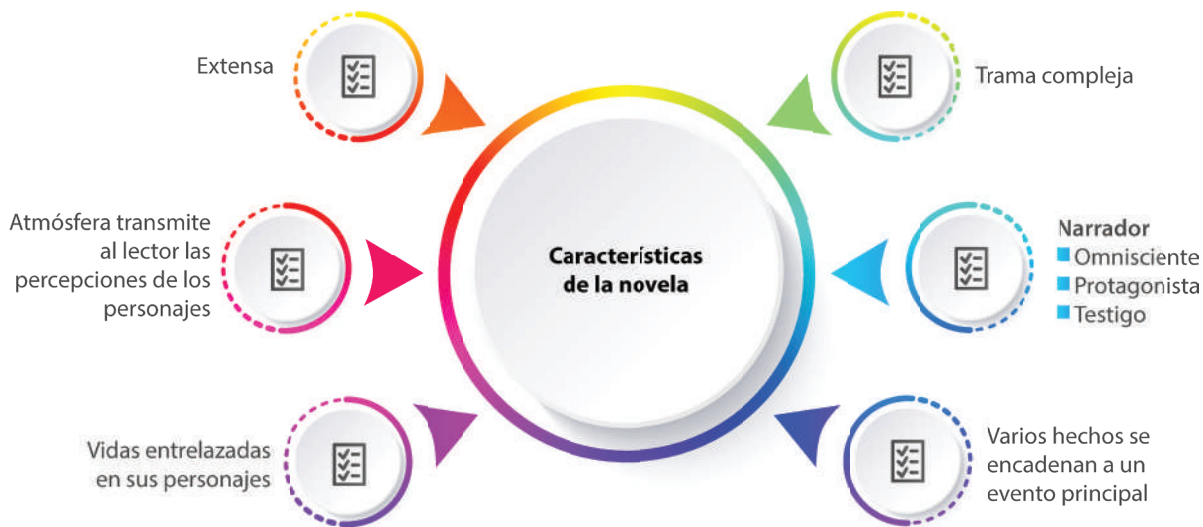 Extensa
Trama compleja
Atmósfera transmite
al lector las
percepciones de los
personajes
Características
de la novela
Narrador
Omnisciente
Protagonista
Testigo
Vidas entrelazadas
en sus personajes
Varios hechos se
encadenan a un
evento principal